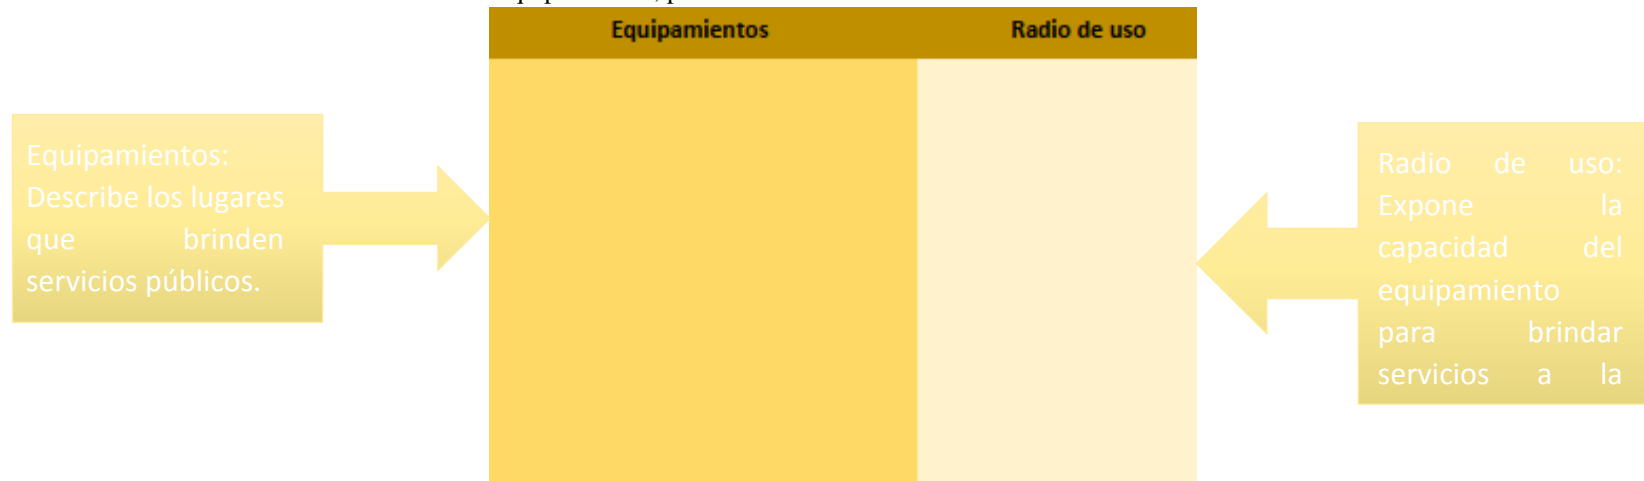 Equipamientos Radio de uso
Equipamientos:
Describe los lugares
que brinden
servicios públicos.
Radio de uso:
Expone la
capacidad del
equipamiento
para brindar
servicios a la